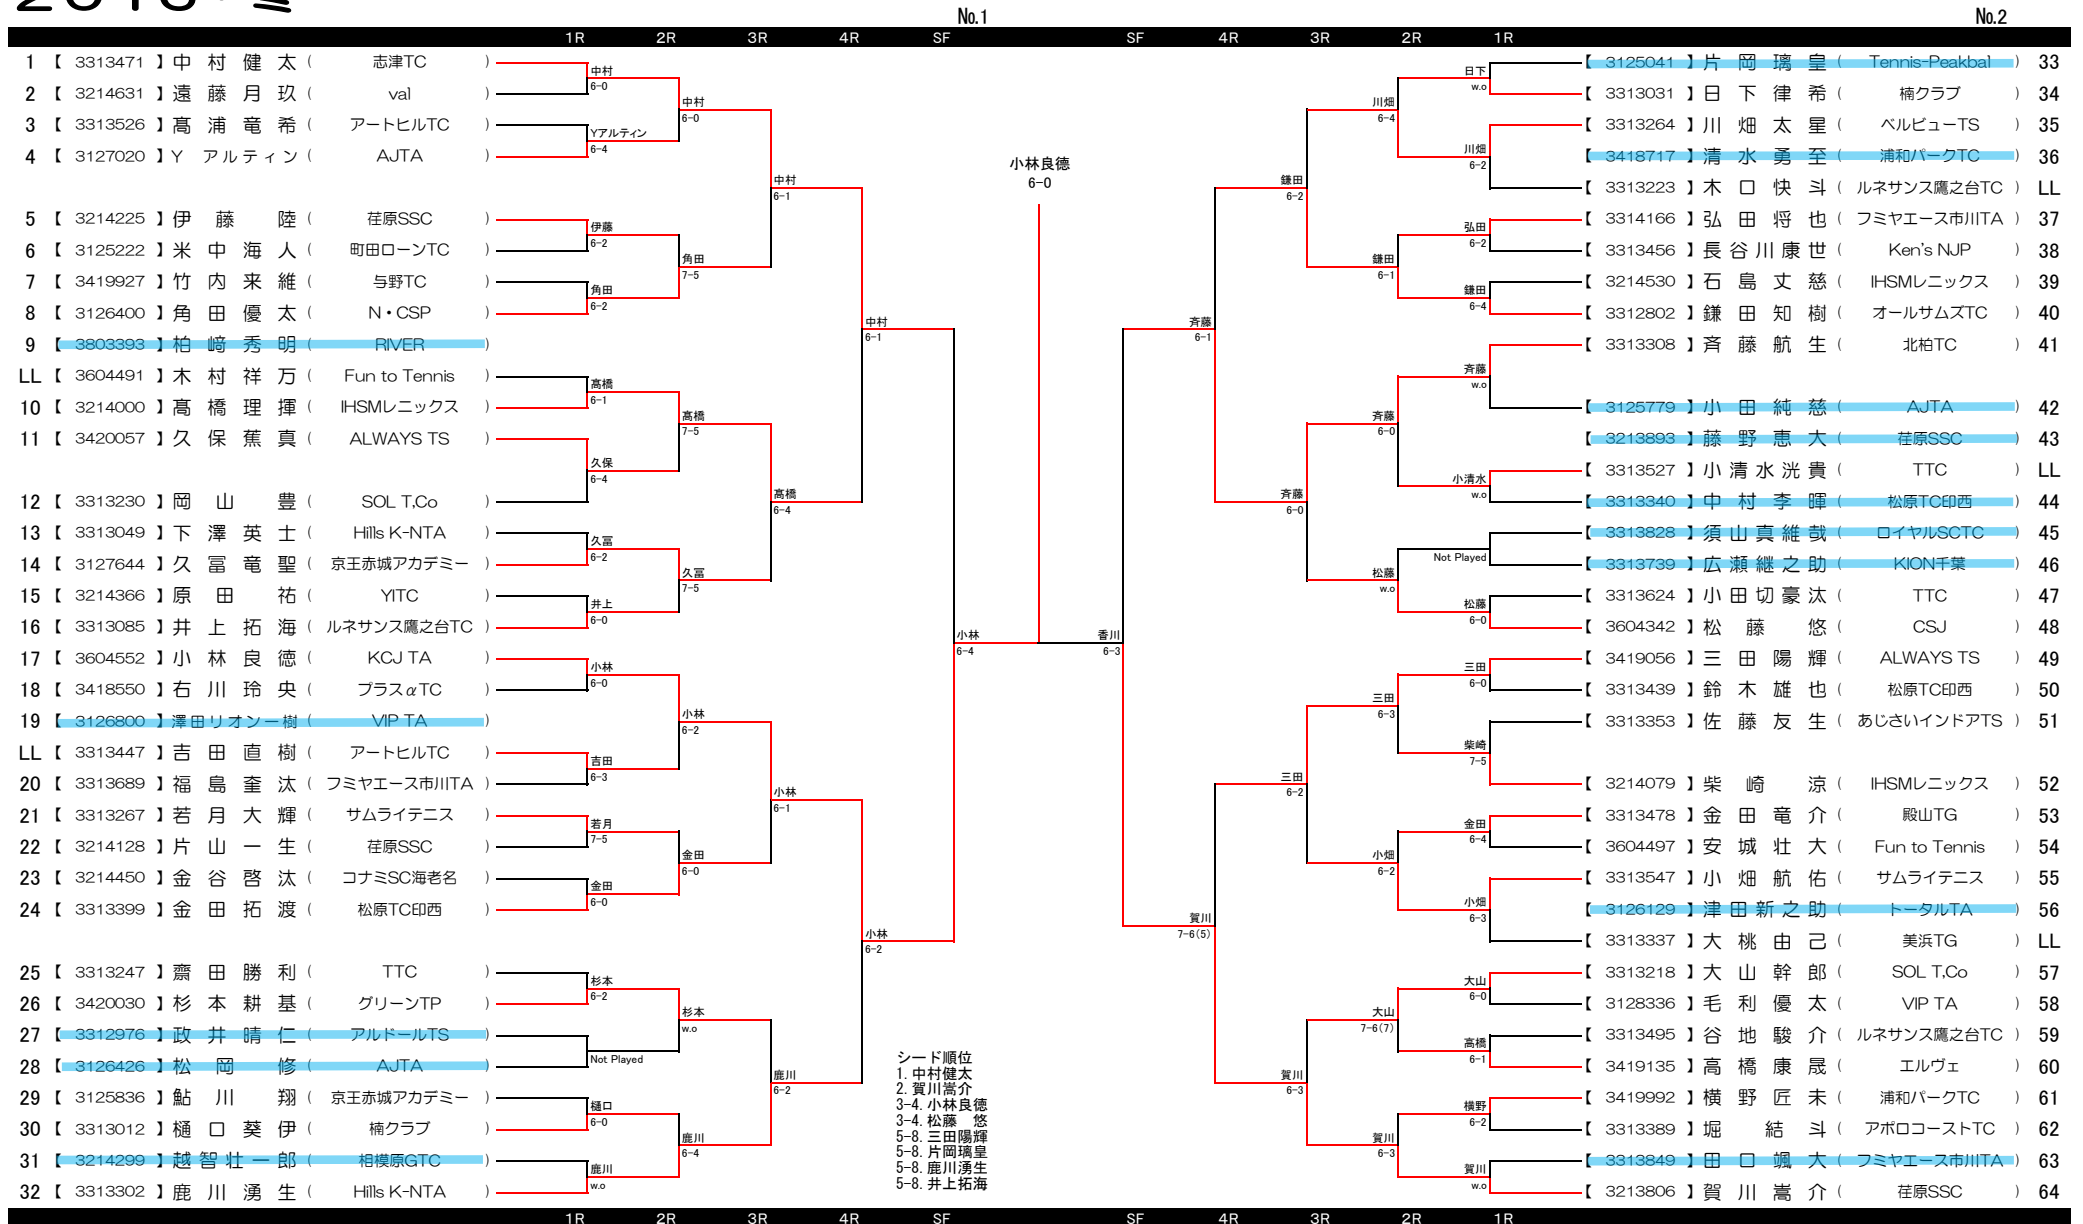 No.1
No.2
1R 2R 3R 4R SF SF 4R 3R 2R 1R
1 【 3313471 】 中村健太 ( 志津TC )
2 【 3214631 】 遠藤月玖 ( val )
3 【 3313526 】 髙浦竜希 ( アートヒルTC )
4 【 3127020 】 Y アルティン ( AJTA )
5 【 3214225 】 伊藤 陸 ( 荏原SSC )
6 【 3125222 】 米中海人 ( 町田ローンTC )
7 【 3419927 】 竹内来維 ( 与野TC )
8 【 3126400 】 角田優太 ( N・CSP )
9 【 3803393 】 柏﨑秀明 ( RIVER )
LL 【 3604491 】 木村祥万 ( Fun to Tennis )
10 【 3214000 】 髙橋理揮 ( IHSMレニックス )
11 【 3420057 】 久保蕉真 ( ALWAYS TS )
12 【 3313230 】 岡山 豊 ( SOL T,Co )
13 【 3313049 】 下澤英士 ( Hills K-NTA )
14 【 3127644 】 久冨竜聖 ( 京王赤城アカデミー )
15 【 3214366 】 原田 祐 ( YITC )
16 【 3313085 】 井上拓海 ( ルネサンス鷹之台TC )
17 【 3604552 】 小林良徳 ( KCJ TA )
18 【 3418550 】 右川玲央 ( プラスαTC )
19 【 3126800 】 澤田リオン一樹 ( VIP TA )
LL 【 3313447 】 吉田直樹 ( アートヒルTC )
20 【 3313689 】 福島奎汰 ( フミヤエース市川TA )
21 【 3313267 】 若月大輝 ( サムライテニス )
22 【 3214128 】 片山一生 ( 荏原SSC )
23 【 3214450 】 金谷啓汰 ( コナミSC海老名 )
24 【 3313399 】 金田拓渡 ( 松原TC印西 )
25 【 3313247 】 齋田勝利 ( TTC )
26 【 3420030 】 杉本耕基 ( グリーンTP )
27 【 3312976 】 政井晴仁 ( アルドールTS )
28 【 3126426 】 松岡 修 ( AJTA )
29 【 3125836 】 鮎川 翔 ( 京王赤城アカデミー )
30 【 3313012 】 樋口葵伊 ( 楠クラブ )
31 【 3214299 】 越智壮一郎 ( 相模原GTC )
32 【 3313302 】 鹿川湧生 ( Hills K-NTA )
中村
6-0
Yアルティン
6-4
伊藤
6-2
角田
6-2
髙橋
6-1
久保
6-4
久冨
6-2
井上
6-0
小林
6-0
吉田
6-3
若月
7-5
金田
6-0
杉本
6-2
Not Played
樋口
6-0
鹿川
w.o
中村
6-0
角田
7-5
髙橋
7-5
久冨
7-5
小林
6-2
金田
6-0
杉本
w.o
鹿川
6-4
中村
6-1
髙橋
6-4
小林
6-1
鹿川
6-2
中村
6-1
小林
6-2
小林
6-4
小林良德
6-0
香川
6-3
斉藤
6-1
賀川
7-6(5)
鎌田
6-2
斉藤
6-0
三田
6-2
賀川
6-3
川畑
6-4
鎌田
6-1
斉藤
6-0
松藤
w.o
三田
6-3
小畑
6-2
大山
7-6(7)
賀川
6-3
日下
w.o
川畑
6-2
弘田
6-2
鎌田
6-4
斉藤
w.o
小清水
w.o
Not Played
松藤
6-0
三田
6-0
柴崎
7-5
金田
6-4
小畑
6-3
大山
6-0
高橋
6-1
横野
6-2
賀川
w.o
【 3125041 】 片岡璃皇 ( Tennis-Peakbal ) 33
【 3313031 】 日下律希 ( 楠クラブ ) 34
【 3313264 】 川畑太星 ( ベルビューTS ) 35
【 3418717 】 清水勇至 ( 浦和パークTC ) 36
【 3313223 】 木口快斗 ( ルネサンス鷹之台TC ) LL
【 3314166 】 弘田将也 ( フミヤエース市川TA ) 37
【 3313456 】 長谷川康世 ( Ken's NJP ) 38
【 3214530 】 石島丈慈 ( IHSMレニックス ) 39
【 3312802 】 鎌田知樹 ( オールサムズTC ) 40
【 3313308 】 斉藤航生 ( 北柏TC ) 41
【 3125779 】 小田純慈 ( AJTA ) 42
【 3213893 】 藤野恵大 ( 荏原SSC ) 43
【 3313527 】 小清水洸貴 ( TTC ) LL
【 3313340 】 中村李暉 ( 松原TC印西 ) 44
【 3313828 】 須山真維哉 ( ロイヤルSCTC ) 45
【 3313739 】 広瀬継之助 ( KION千葉 ) 46
【 3313624 】 小田切豪汰 ( TTC ) 47
【 3604342 】 松藤 悠 ( CSJ ) 48
【 3419056 】 三田陽輝 ( ALWAYS TS ) 49
【 3313439 】 鈴木雄也 ( 松原TC印西 ) 50
【 3313353 】 佐藤友生 ( あじさいインドアTS ) 51
【 3214079 】 柴崎 涼 ( IHSMレニックス ) 52
【 3313478 】 金田竜介 ( 殿山TG ) 53
【 3604497 】 安城壮大 ( Fun to Tennis ) 54
【 3313547 】 小畑航佑 ( サムライテニス ) 55
【 3126129 】 津田新之助 ( トータルTA ) 56
【 3313337 】 大桃由己 ( 美浜TG ) LL
【 3313218 】 大山幹郎 ( SOL T,Co ) 57
【 3128336 】 毛利優太 ( VIP TA ) 58
【 3313495 】 谷地駿介 ( ルネサンス鷹之台TC ) 59
【 3419135 】 高橋康晟 ( エルヴェ ) 60
【 3419992 】 横野匠未 ( 浦和パークTC ) 61
【 3313389 】 堀 結斗 ( アポロコーストTC ) 62
【 3313849 】 田口颯大 ( フミヤエース市川TA ) 63
【 3213806 】 賀川嵩介 ( 荏原SSC ) 64
シード順位
1. 中村健太
2. 賀川嵩介
3-4. 小林良德
3-4. 松藤 悠
5-8. 三田陽輝
5-8. 片岡璃皇
5-8. 鹿川湧生
5-8. 井上拓海
1R 2R 3R 4R SF SF 4R 3R 2R 1R